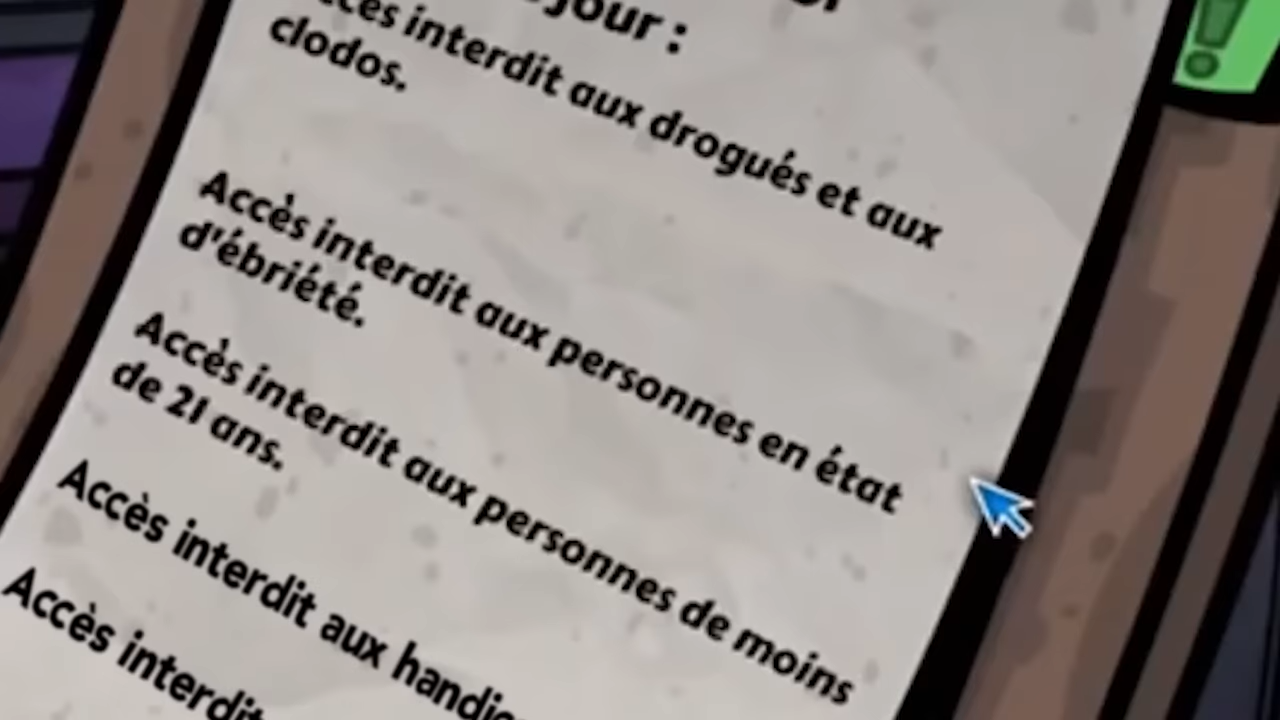 jour :
interdit aux drogués et aux
clodos.
Accès interdit aux personnes en état
d'ébriété.
Accès interdit aux personnes de moins
de 21 ans.
Accès interdit aux
Accès interdit